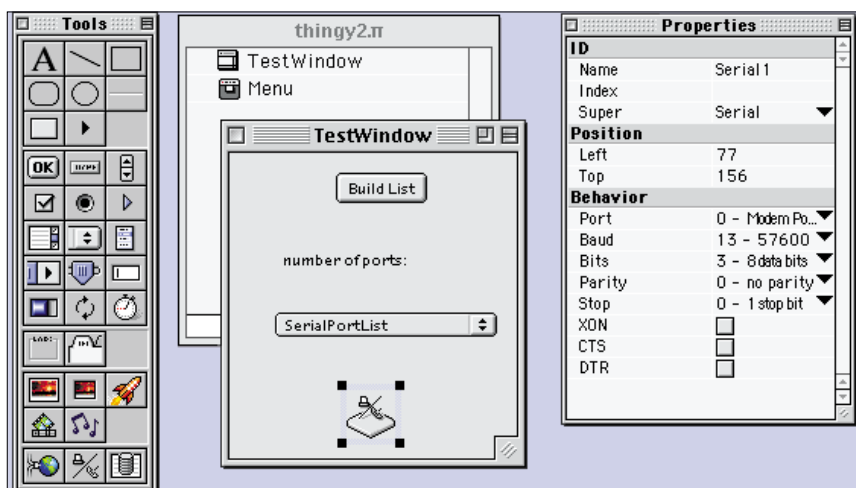 Tools
A
OK
thingy2.π
TestWindow
Menu
TestWindow
Build List
number of ports:
SerialPortList
Properties
ID
Name Serial1
Index
Super Serial
Position
Left 77
Top 156
Behavior
Port 0 - Modem Po...
Baud 13 - 57600
Bits 3 - 8 data bits
Parity 0 - no parity
Stop 0 - 1 stop bit
XON
CTS
DTR